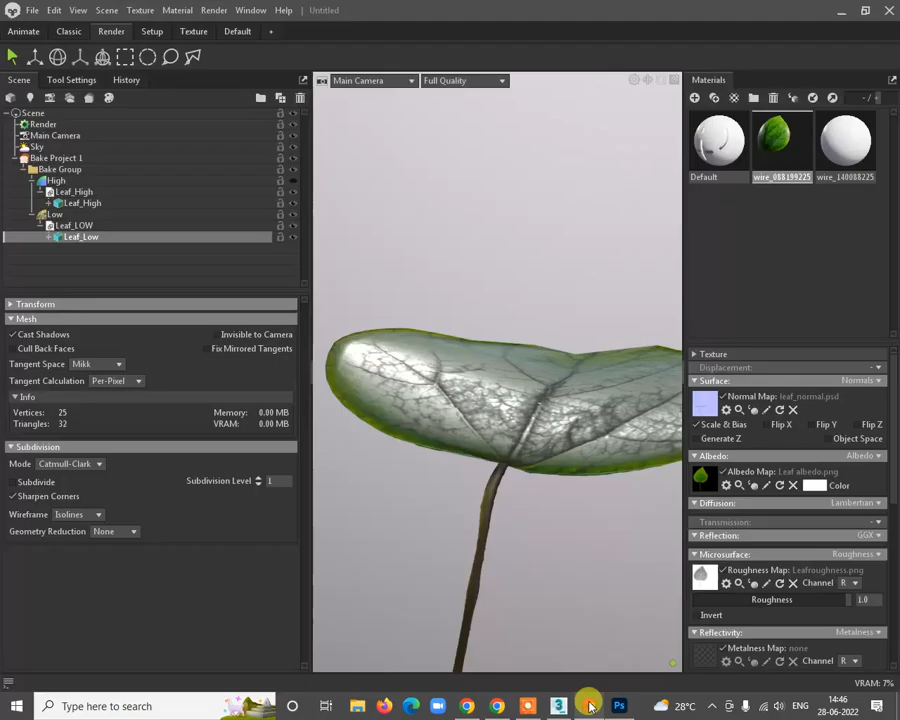 File Edit View Scene Texture Material Render Window Help Untitled
Animate Classic Render Setup Texture Default +
Scene Tool Settings History
Main Camera Full Quality
Materials
- /
Scene
Render
Main Camera
Sky
Bake Project 1
Bake Group
High
Leaf_High
Leaf_High
Low
Leaf_LOW
Leaf_Low
Default wire_088199225 wire_140088225
Transform
Mesh
Cast Shadows Invisible to Camera
Cull Back Faces Fix Mirrored Tangents
Tangent Space Mikk
Tangent Calculation Per-Pixel
Info
Vertices: 25 Memory: 0.00 MB
Triangles: 32 VRAM: 0.00 MB
Subdivision
Mode Catmull-Clark
Subdivide Subdivision Level 1
Sharpen Corners
Wireframe Isolines
Geometry Reduction None
Texture
Displacement: -
Surface: Normals
Normal Map: leaf_normal.psd
Scale & Bias Flip X Flip Y Flip Z
Generate Z Object Space
Albedo: Albedo
Albedo Map: Leaf albedo.png
Color
Diffusion: Lambertian
Transmission: -
Reflection: GGX
Microsurface: Roughness
Roughness Map: Leafroughness.png
Channel R
Roughness 1.0
Invert
Reflectivity: Metalness
Metalness Map: none
Channel R
VRAM: 7%
Type here to search
28°C ENG 14:46 28-06-2022